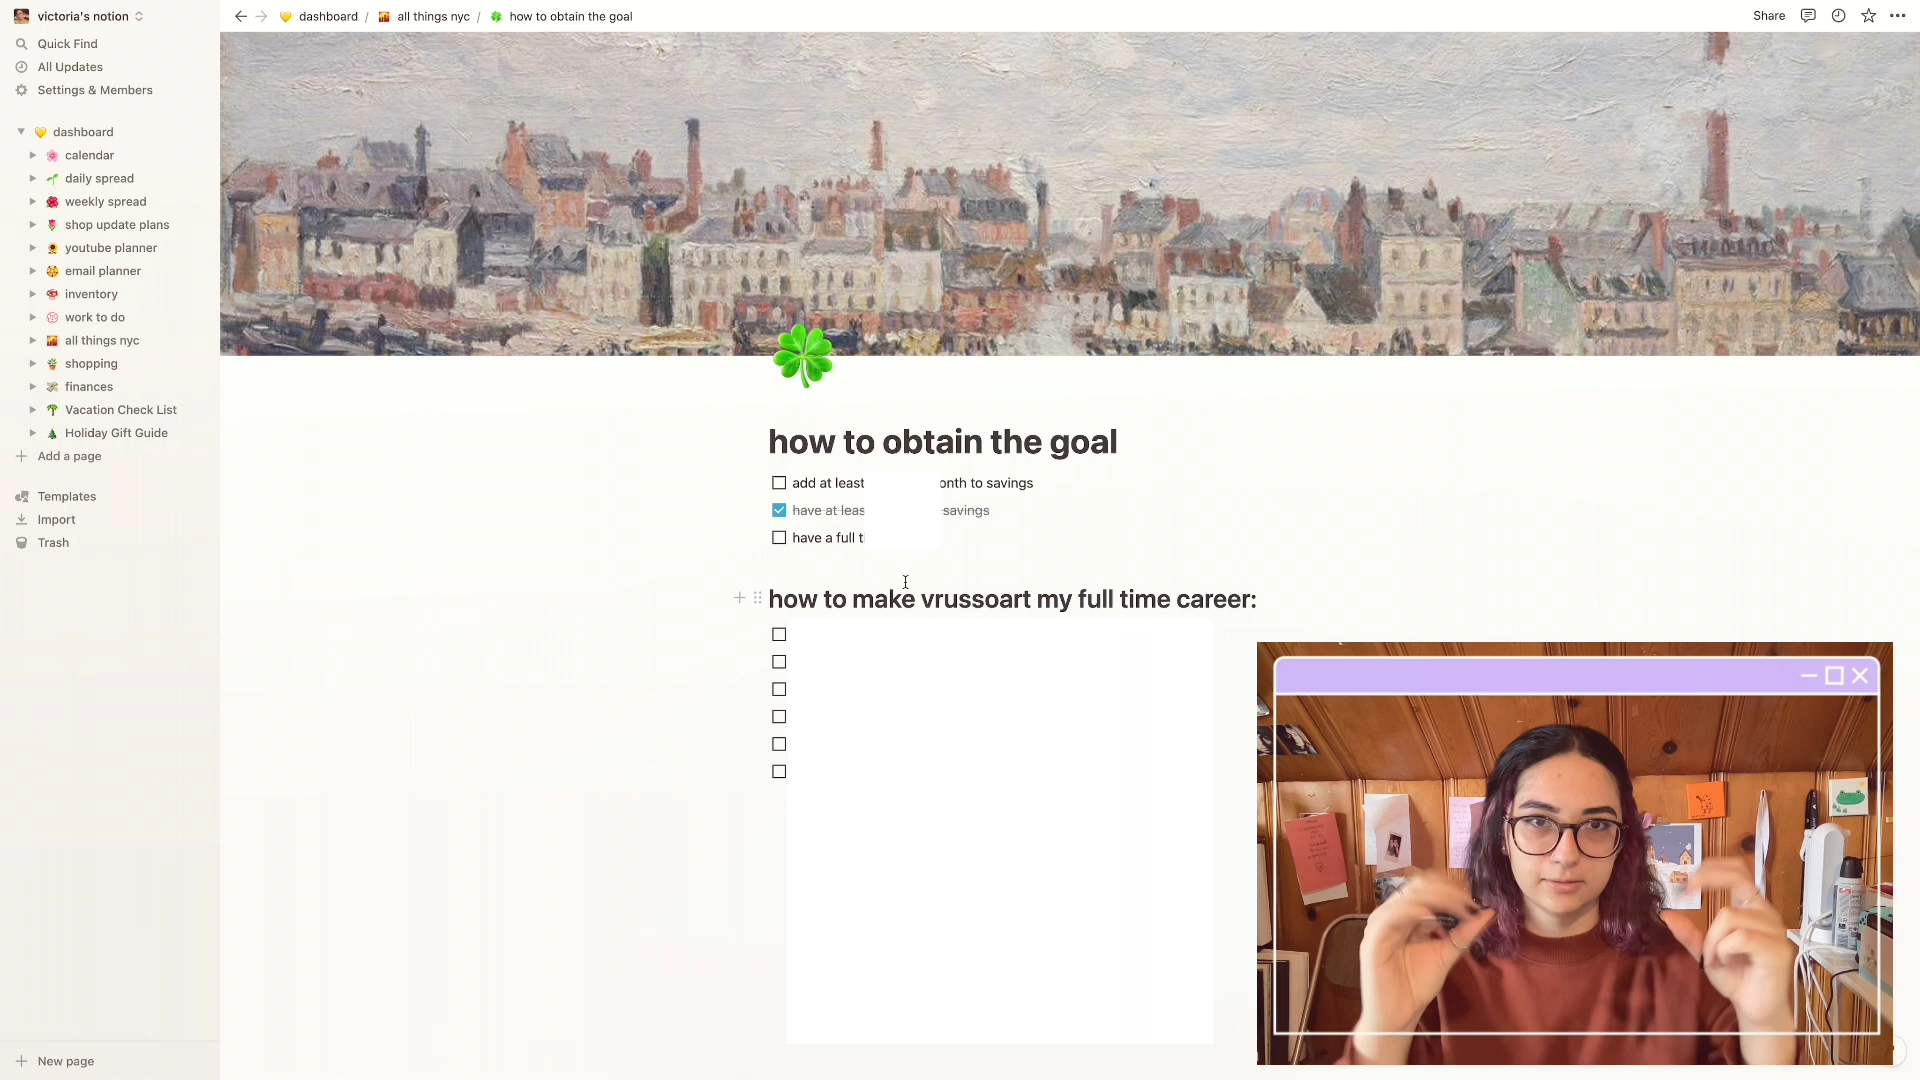 victoria's notion
dashboard / all things nyc / how to obtain the goal
Share
Quick Find
All Updates
Settings & Members
dashboard
calendar
daily spread
weekly spread
shop update plans
youtube planner
email planner
inventory
work to do
all things nyc
shopping
finances
Vacation Check List
Holiday Gift Guide
Add a page
Templates
Import
Trash
New page
how to obtain the goal
add at least onth to savings
have at leas savings
have a full t
how to make vrussoart my full time career: